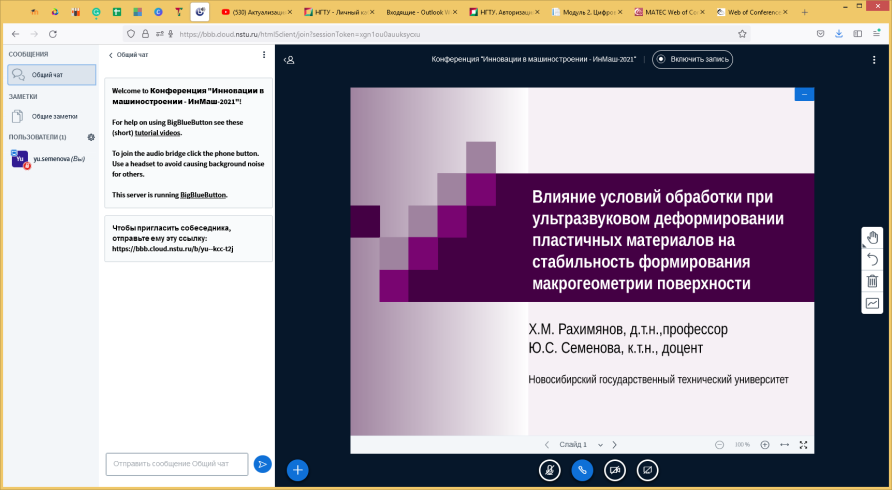 (530) Актуализаци
НГТУ - Личный ка
Входящие - Outlook W
НГТУ. Авторизаци
Модуль 2. Цифров
MATEC Web of Co
Web of Conference
https://bbb.cloud.nstu.ru/html5client/join?sessionToken=
СООБЩЕНИЯ
Общий чат
ЗАМЕТКИ
Общие заметки
ПОЛЬЗОВАТЕЛИ (1)
Yu
yu.semenova (Вы)
Общий чат
Welcome to Конференция "Инновации в
машиностроении - ИнМаш-2021"!
For help on using BigBlueButton see these
(short) tutorial videos.
To join the audio bridge click the phone button.
Use a headset to avoid causing background noise
for others.
This server is running BigBlueButton.
Чтобы пригласить собеседника,
отправьте ему эту ссылку:
https://bbb.cloud.nstu.ru/b/yu--kcc-t2j
Отправить сообщение Общий чат
Конференция "Инновации в машиностроении - ИнМаш-2021"
Включить запись
Влияние условий обработки при
ультразвуковом деформировании
пластичных материалов на
стабильность формирования
макрогеометрии поверхности
Х.М. Рахимянов, д.т.н.,профессор
Ю.С. Семенова, к.т.н., доцент
Новосибирский государственный технический университет
Слайд 1
100%